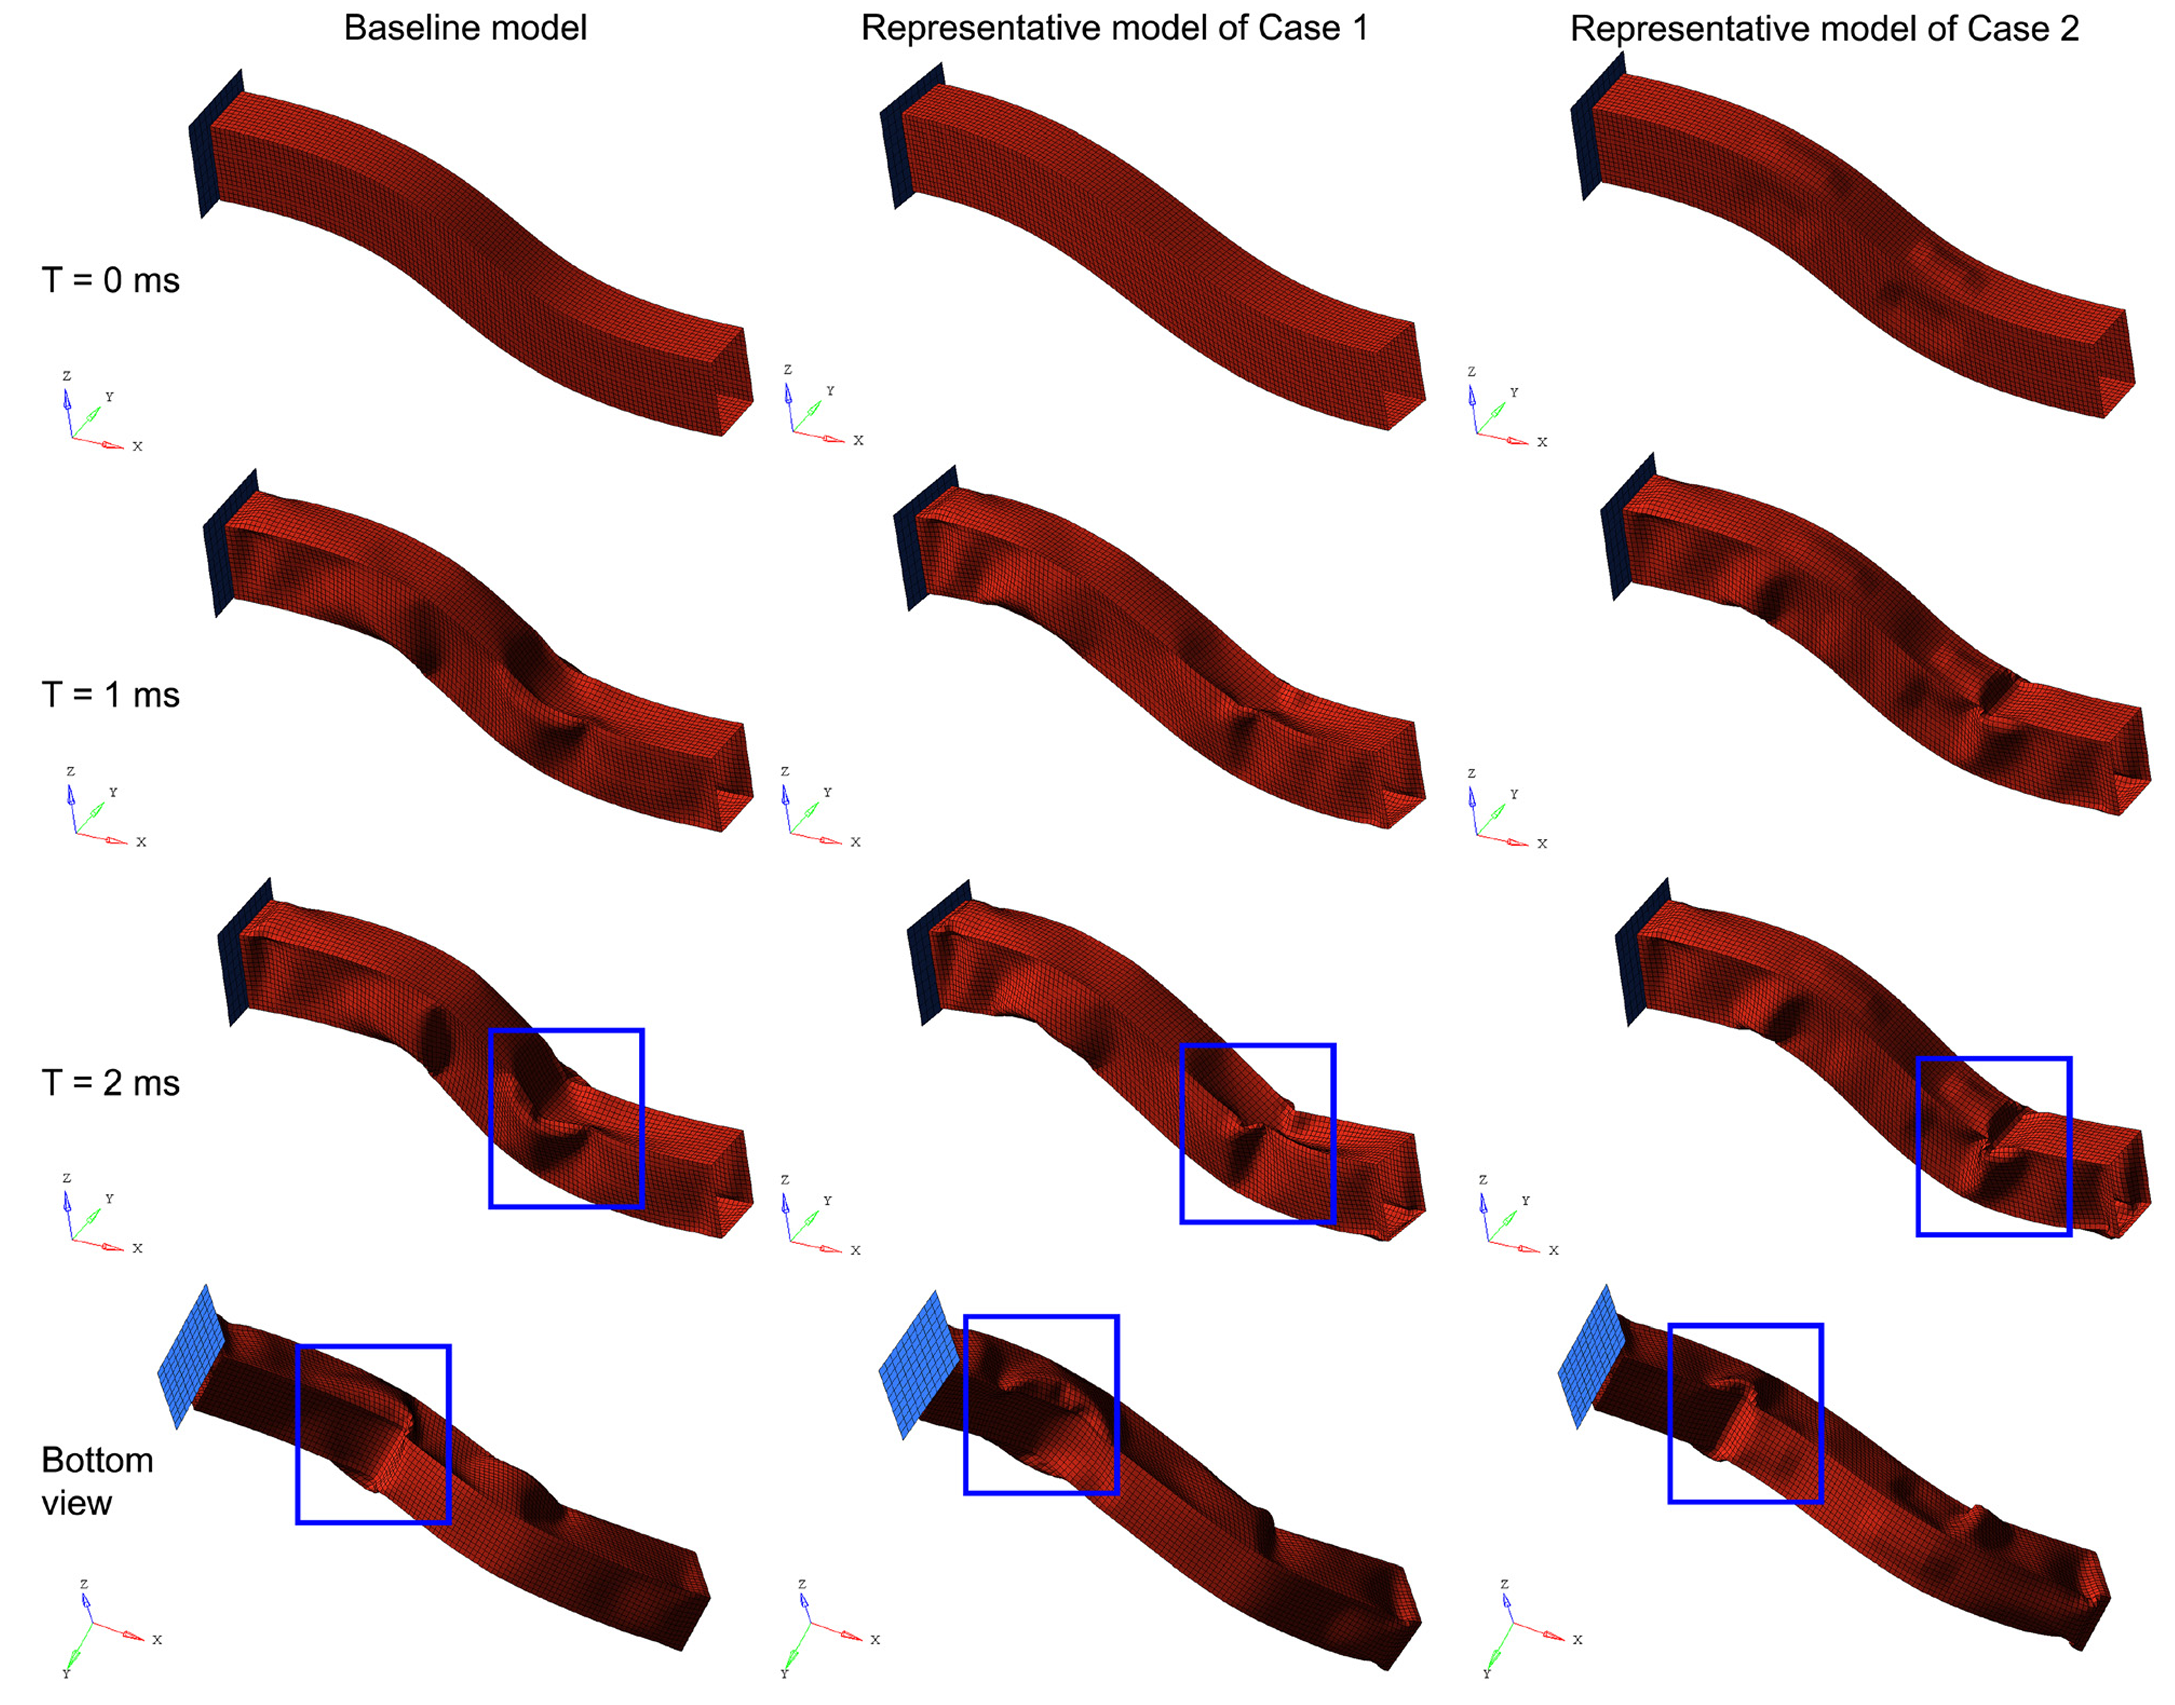 Baseline model
Representative model of Case 1
Representative model of Case 2
T = 0 ms
Z
Y
X
Z
Y
X
Z
Y
X
T = 1 ms
Z
Y
X
Z
Y
X
Z
Y
X
T = 2 ms
Z
Y
X
Z
Y
X
Z
Y
X
Bottom
view
Z
X
Y
Z
X
Y
Z
X
Y